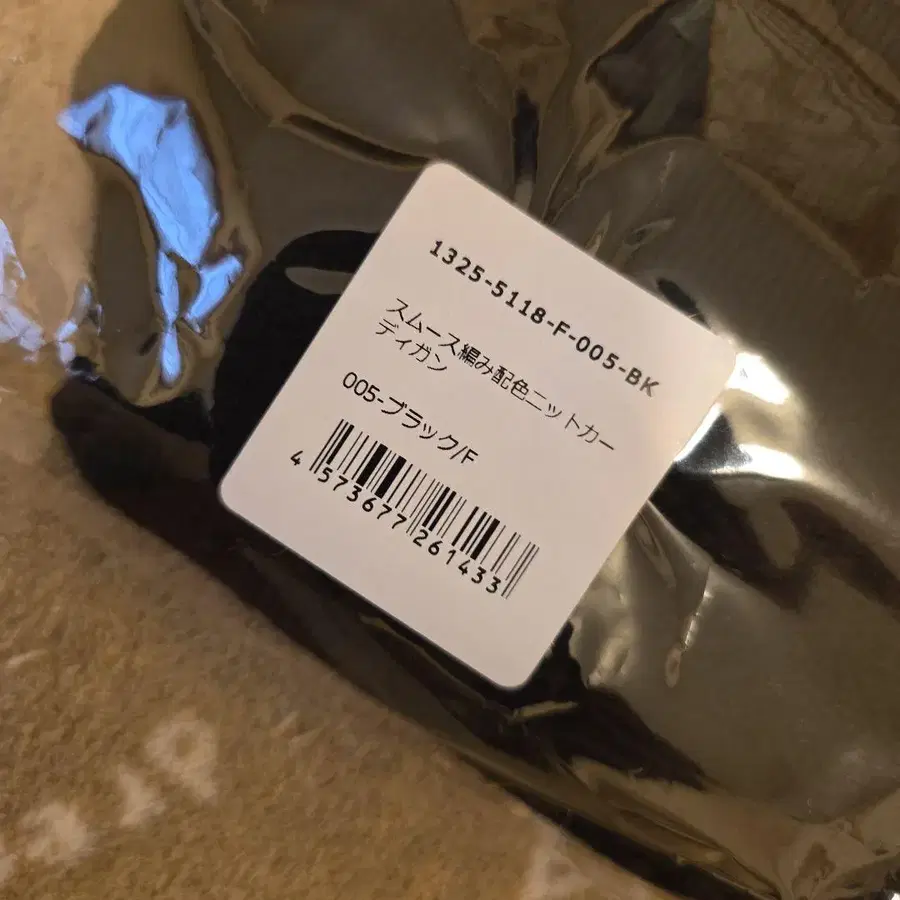 1325-5118-F-005-BK
スムース編み配色ニットカー
ディガン
005-ブラック/F
4 573677 261433